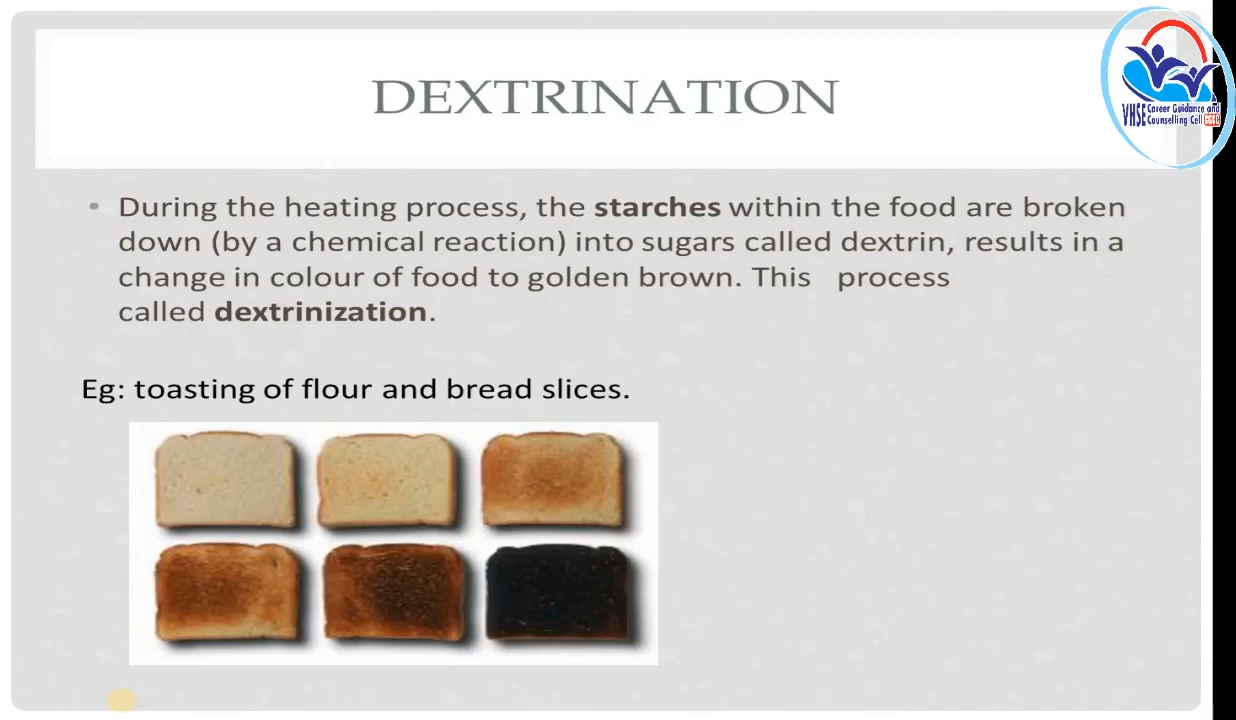 DEXTRINATION
VHSE Career Guidance and
Counselling Cell
• During the heating process, the starches within the food are broken
down (by a chemical reaction) into sugars called dextrin, results in a
change in colour of food to golden brown. This process
called dextrinization.
Eg: toasting of flour and bread slices.